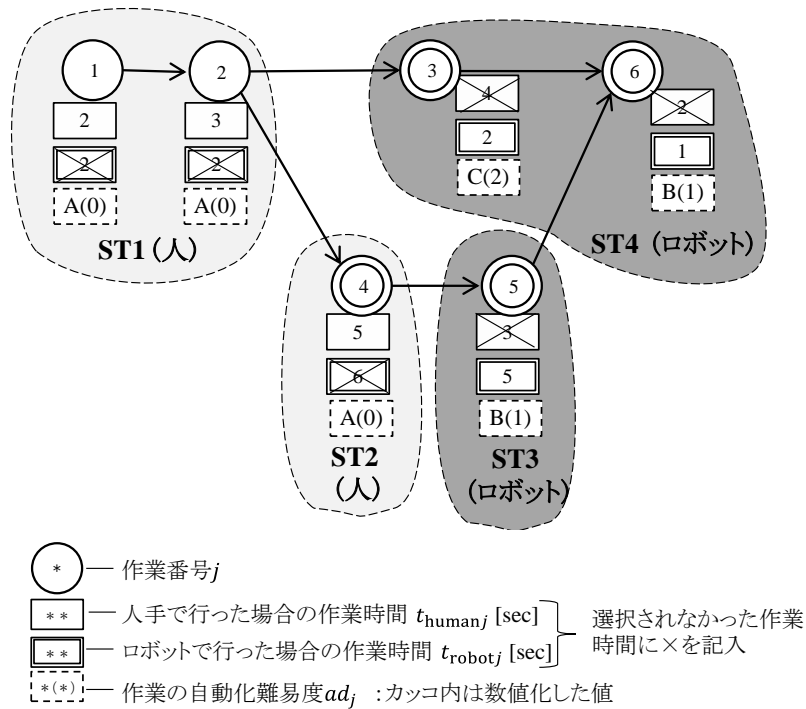 1
2
3
6
2
3
4
2
2
2
2
1
A(0)
A(0)
C(2)
B(1)
ST1(人)
ST4 (ロボット)
4
5
5
3
6
5
A(0)
B(1)
ST2
(人)
ST3
(ロボット)
* 作業番号j
** 人手で行った場合の作業時間 t_human j [sec]
** ロボットで行った場合の作業時間 t_robot j [sec]
選択されなかった作業
時間に×を記入
*(*) 作業の自動化難易度ad_j :カッコ内は数値化した値